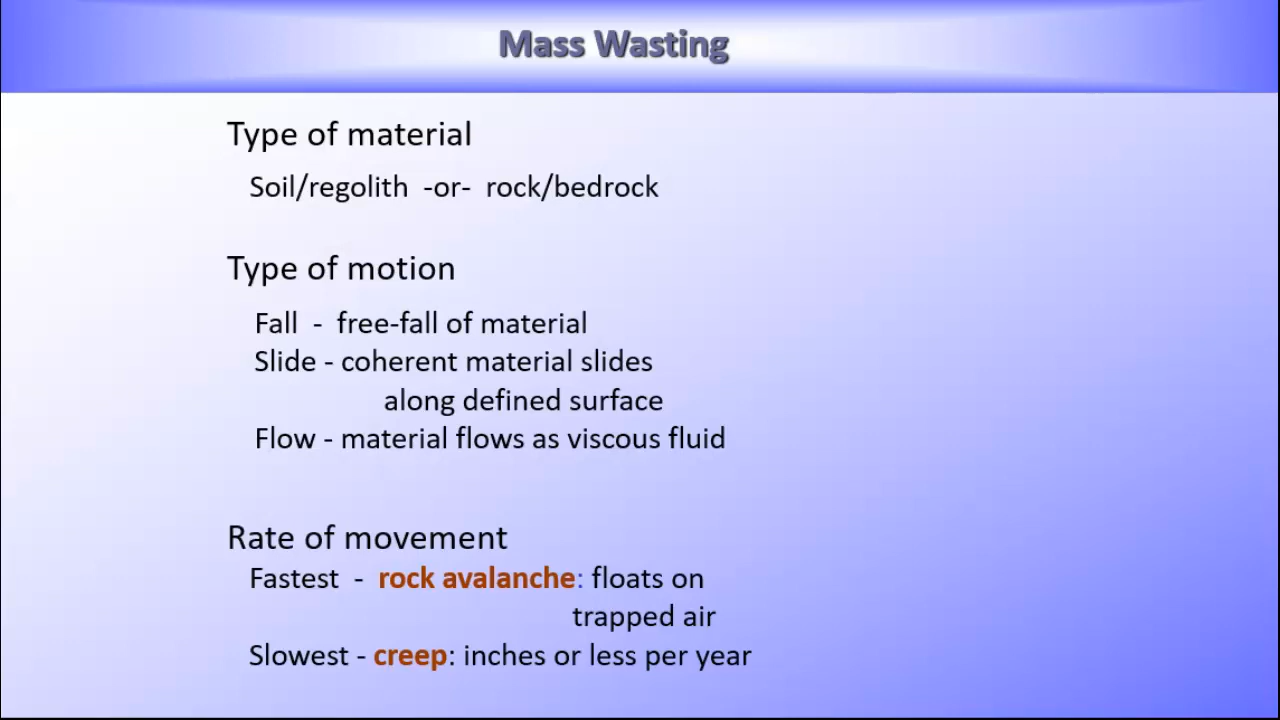 Mass Wasting
Type of material
Soil/regolith -or- rock/bedrock
Type of motion
Fall - free-fall of material
Slide - coherent material slides
along defined surface
Flow - material flows as viscous fluid
Rate of movement
Fastest - rock avalanche: floats on
trapped air
Slowest - creep: inches or less per year